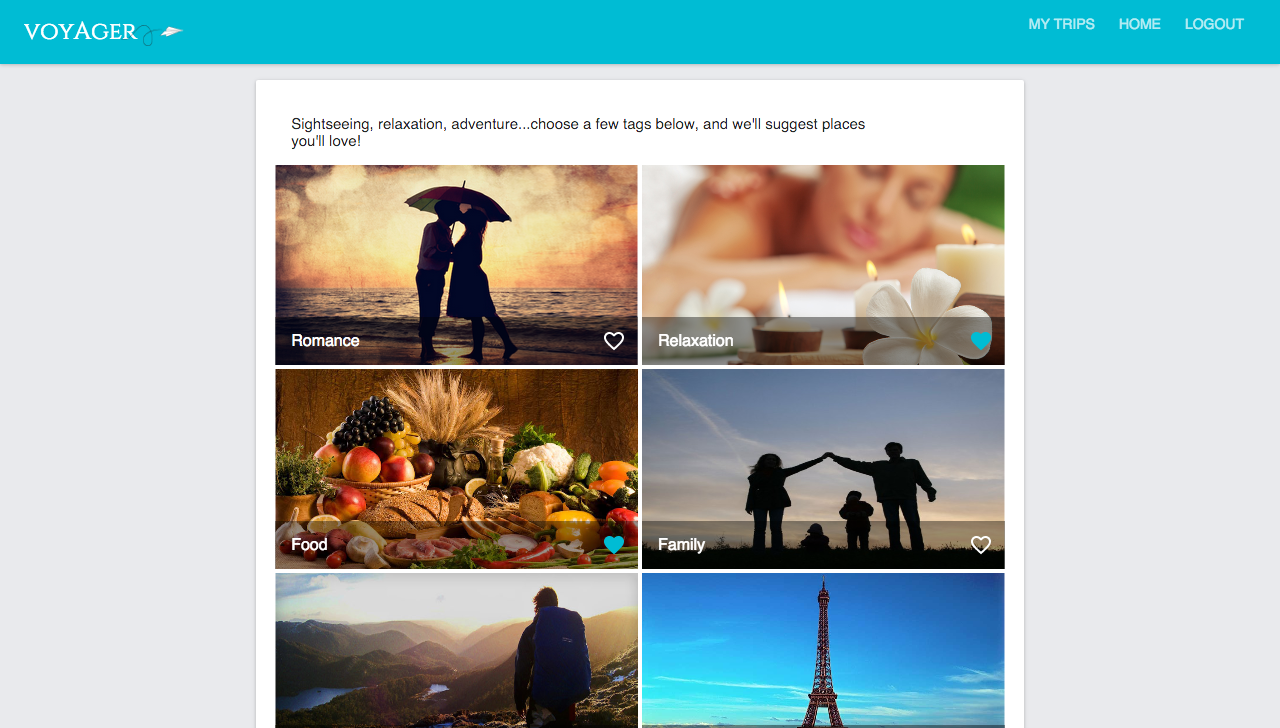 VOYAGER
MY TRIPS HOME LOGOUT
Sightseeing, relaxation, adventure...choose a few tags below, and we'll suggest places
you'll love!
Romance
Relaxation
Food
Family